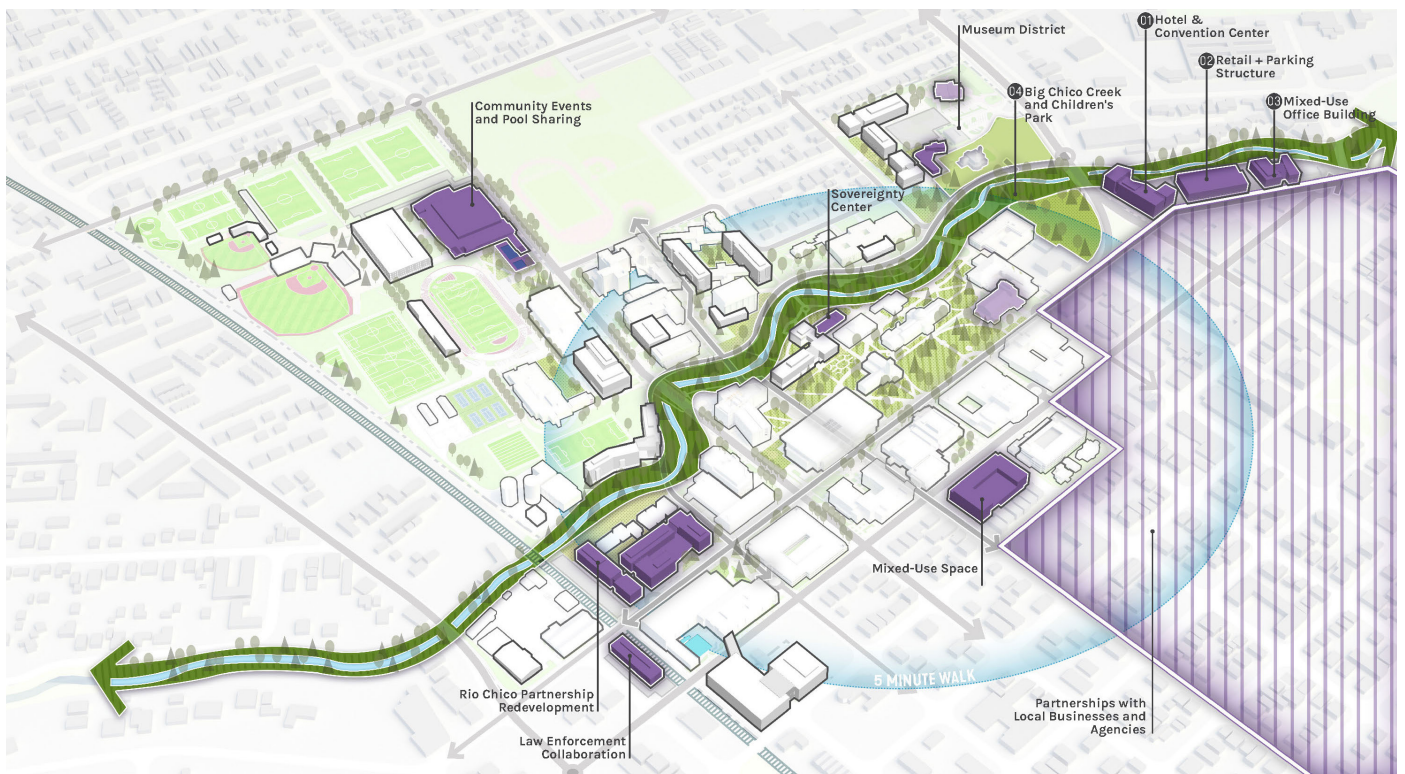 01 Hotel &
Convention Center
Museum District
02 Retail + Parking
Structure
04 Big Chico Creek
and Children's
Park
03 Mixed-Use
Office Building
Community Events
and Pool Sharing
Sovereignty
Center
Mixed-Use Space
5 MINUTE WALK
Rio Chico Partnership
Redevelopment
Partnerships with
Local Businesses and
Agencies
Law Enforcement
Collaboration